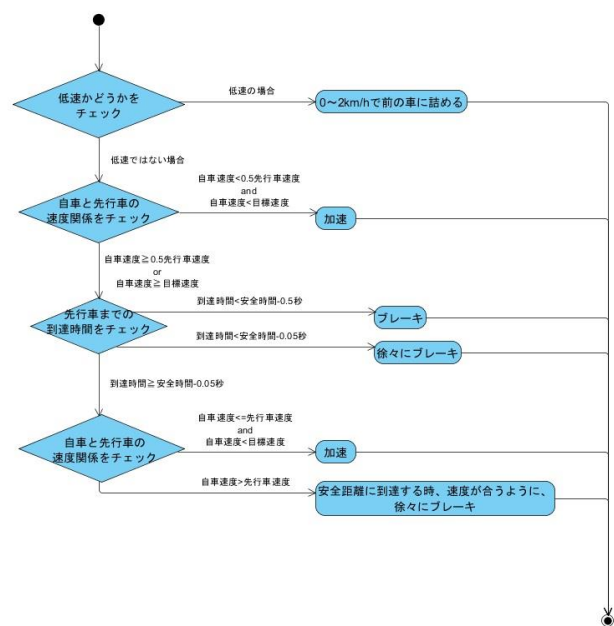 低速かどうかを
チェック
低速の場合
0～2km/hで前の車に詰める
低速ではない場合
自車と先行車の
速度関係をチェック
自車速度<0.5先行車速度
and
自車速度<目標速度
加速
自車速度≧0.5先行車速度
or
自車速度≧目標速度
先行車までの
到達時間をチェック
到達時間<安全時間-0.5秒
ブレーキ
到達時間<安全時間-0.05秒
徐々にブレーキ
到達時間≧安全時間-0.05秒
自車と先行車の
速度関係をチェック
自車速度<=先行車速度
and
自車速度<目標速度
加速
自車速度>先行車速度
安全距離に到達する時、速度が合うように、
徐々にブレーキ